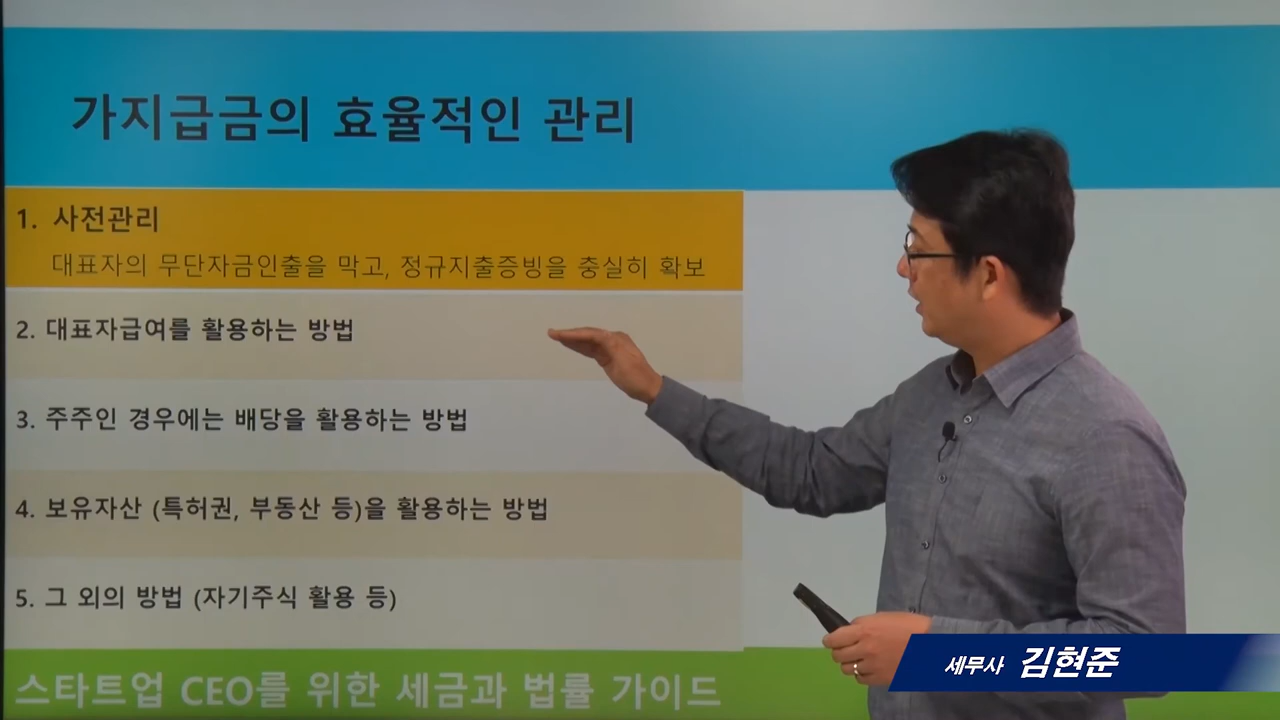 가지급금의 효율적인 관리
1. 사전관리
대표자의 무단자금인출을 막고, 정규지출증빙을 충실히 확보
2. 대표자급여를 활용하는 방법
3. 주주인 경우에는 배당을 활용하는 방법
4. 보유자산 (특허권, 부동산 등)을 활용하는 방법
5. 그 외의 방법 (자기주식 활용 등)
스타트업 CEO를 위한 세금과 법률 가이드
세무사 김현준